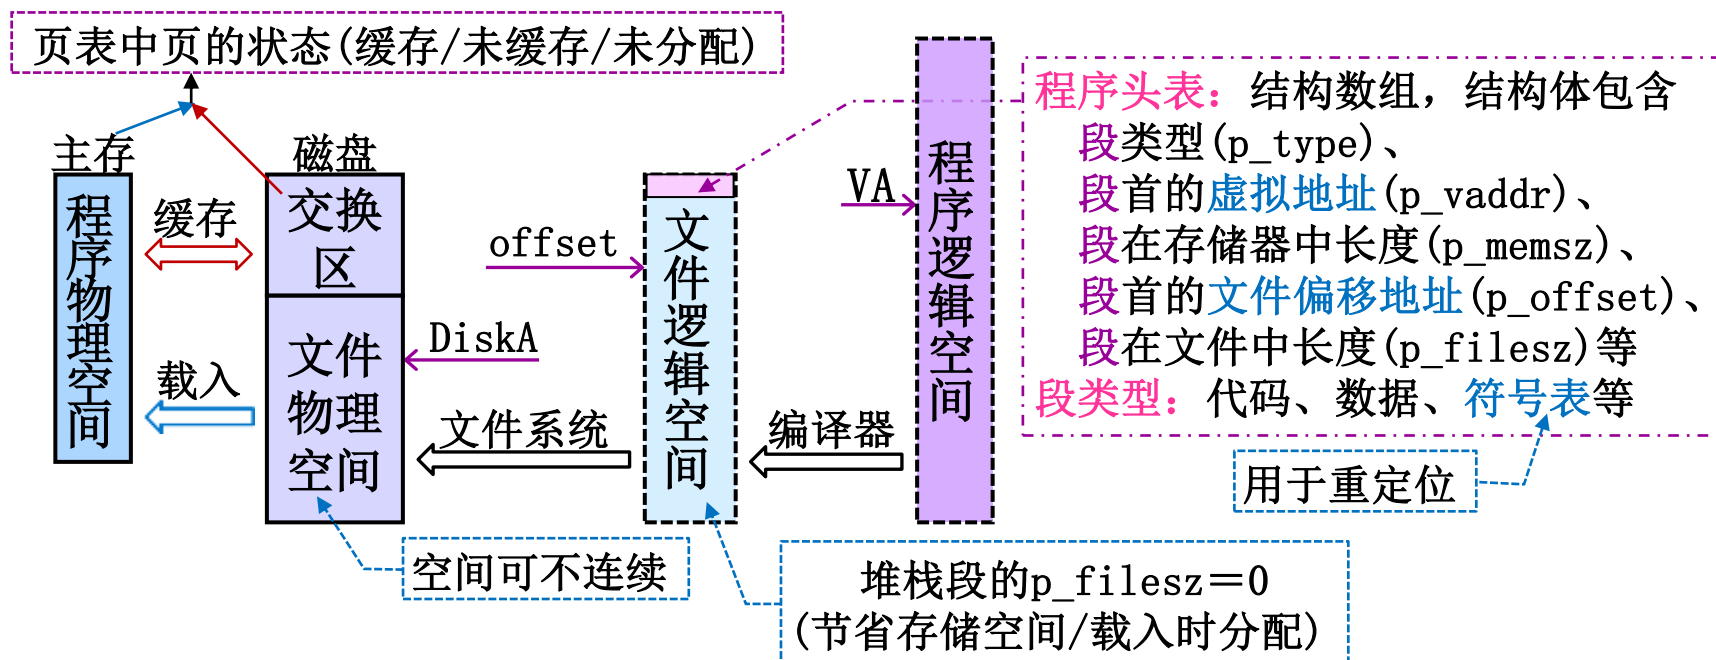 页表中页的状态(缓存/未缓存/未分配)
主存
磁盘
程序物理空间
缓存
载入
交换
区
文件
物理
空间
offset
DiskA
文件系统
文件逻辑空间
VA
编译器
程序逻辑空间
程序头表：结构数组，结构体包含
段类型(p_type)、
段首的虚拟地址(p_vaddr)、
段在存储器中长度(p_memsz)、
段首的文件偏移地址(p_offset)、
段在文件中长度(p_filesz)等
段类型：代码、数据、符号表等
用于重定位
空间可不连续
堆栈段的p_filesz＝0
(节省存储空间/载入时分配)